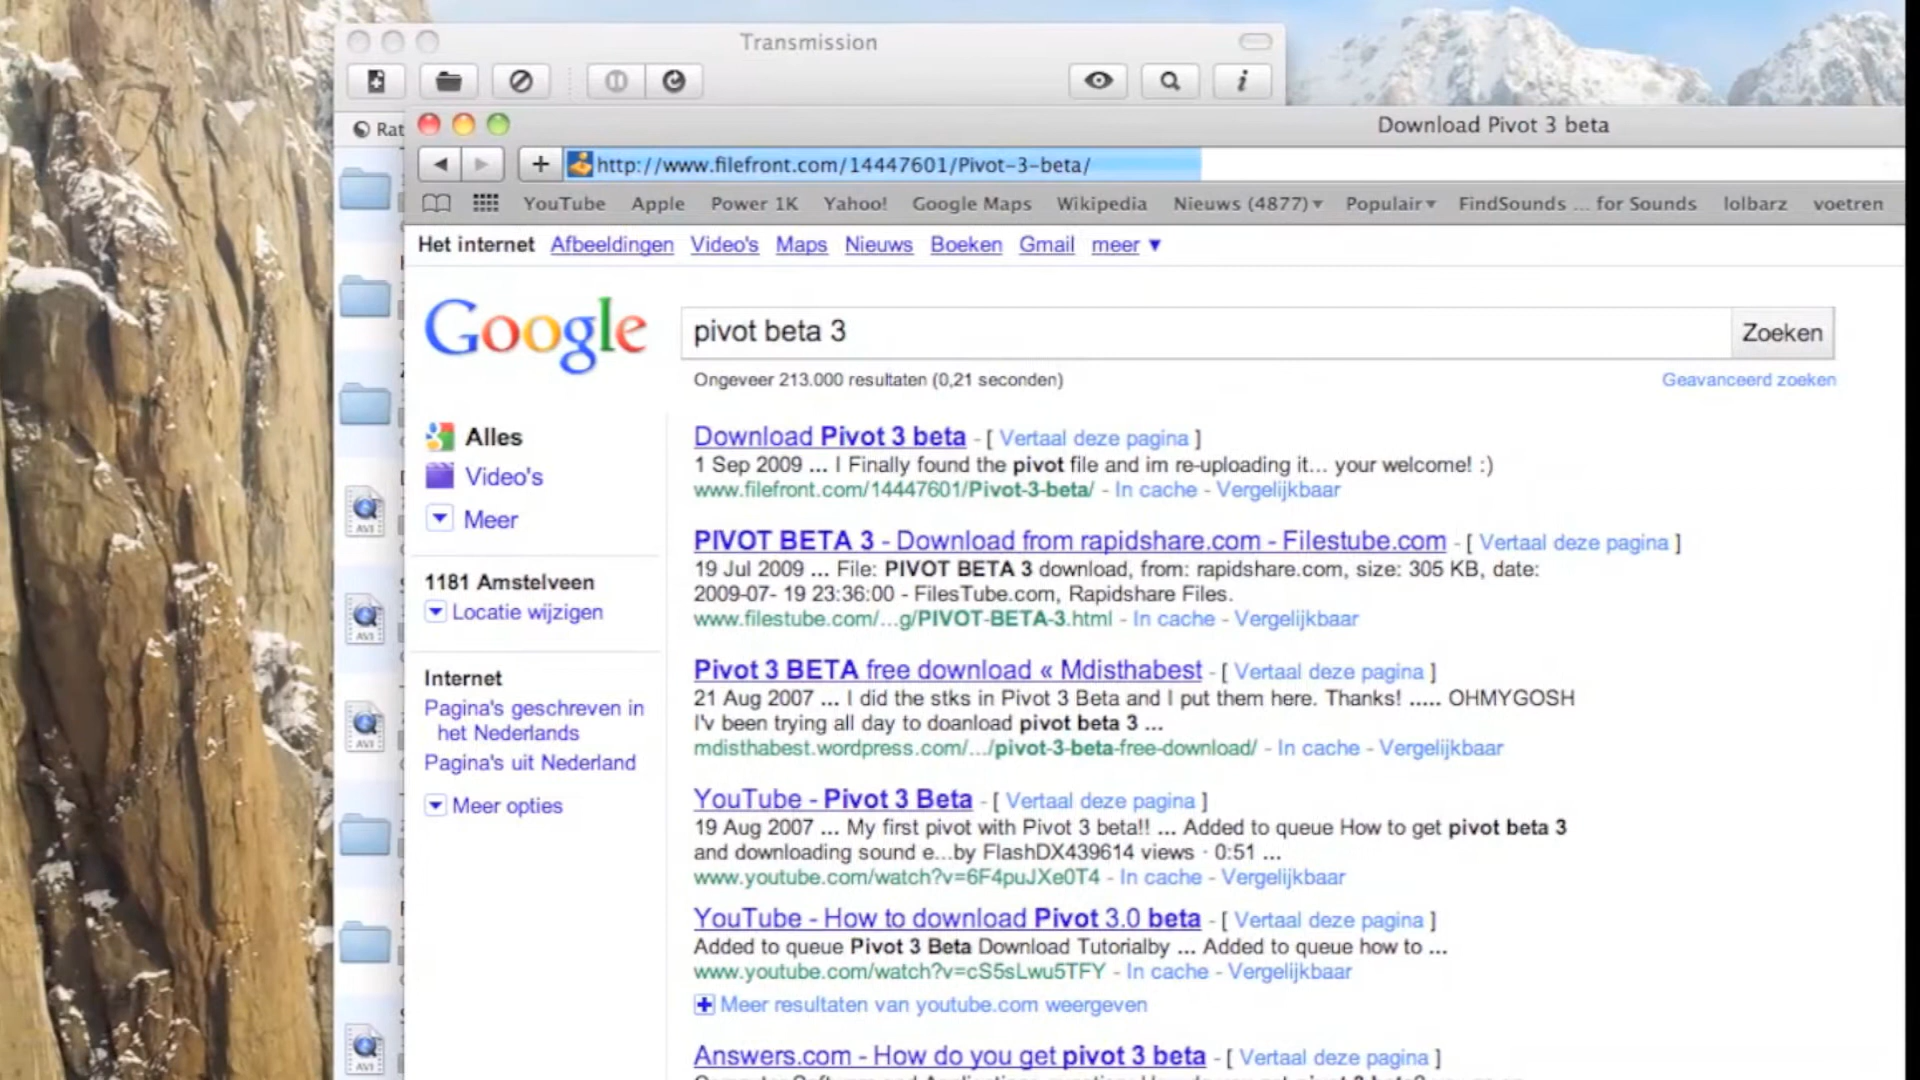 Transmission
Rat
Download Pivot 3 beta
http://www.filefront.com/14447601/Pivot-3-beta/
YouTube Apple Power 1K Yahoo! Google Maps Wikipedia Nieuws (4877)▾ Populair▾ FindSounds ... for Sounds lolbarz voetren
Het internet Afbeeldingen Video's Maps Nieuws Boeken Gmail meer ▼
Google
pivot beta 3
Zoeken
Ongeveer 213.000 resultaten (0,21 seconden)
Geavanceerd zoeken
Alles
Video's
Meer
1181 Amstelveen
Locatie wijzigen
Internet
Pagina's geschreven in
het Nederlands
Pagina's uit Nederland
Meer opties
Download Pivot 3 beta - [ Vertaal deze pagina ]
1 Sep 2009 ... I Finally found the pivot file and im re-uploading it... your welcome! :)
www.filefront.com/14447601/Pivot-3-beta/ - In cache - Vergelijkbaar
PIVOT BETA 3 - Download from rapidshare.com - Filestube.com - [ Vertaal deze pagina ]
19 Jul 2009 ... File: PIVOT BETA 3 download, from: rapidshare.com, size: 305 KB, date:
2009-07- 19 23:36:00 - FilesTube.com, Rapidshare Files.
www.filestube.com/...g/PIVOT-BETA-3.html - In cache - Vergelijkbaar
Pivot 3 BETA free download « Mdisthabest - [ Vertaal deze pagina ]
21 Aug 2007 ... I did the stks in Pivot 3 Beta and I put them here. Thanks! ..... OHMYGOSH
I'v been trying all day to doanload pivot beta 3 ...
mdisthabest.wordpress.com/.../pivot-3-beta-free-download/ - In cache - Vergelijkbaar
YouTube - Pivot 3 Beta - [ Vertaal deze pagina ]
19 Aug 2007 ... My first pivot with Pivot 3 beta!! ... Added to queue How to get pivot beta 3
and downloading sound e...by FlashDX439614 views · 0:51 ...
www.youtube.com/watch?v=6F4puJXe0T4 - In cache - Vergelijkbaar
YouTube - How to download Pivot 3.0 beta - [ Vertaal deze pagina ]
Added to queue Pivot 3 Beta Download Tutorialby ... Added to queue how to ...
www.youtube.com/watch?v=cS5sLwu5TFY - In cache - Vergelijkbaar
Meer resultaten van youtube.com weergeven
Answers.com - How do you get pivot 3 beta - [ Vertaal deze pagina ]